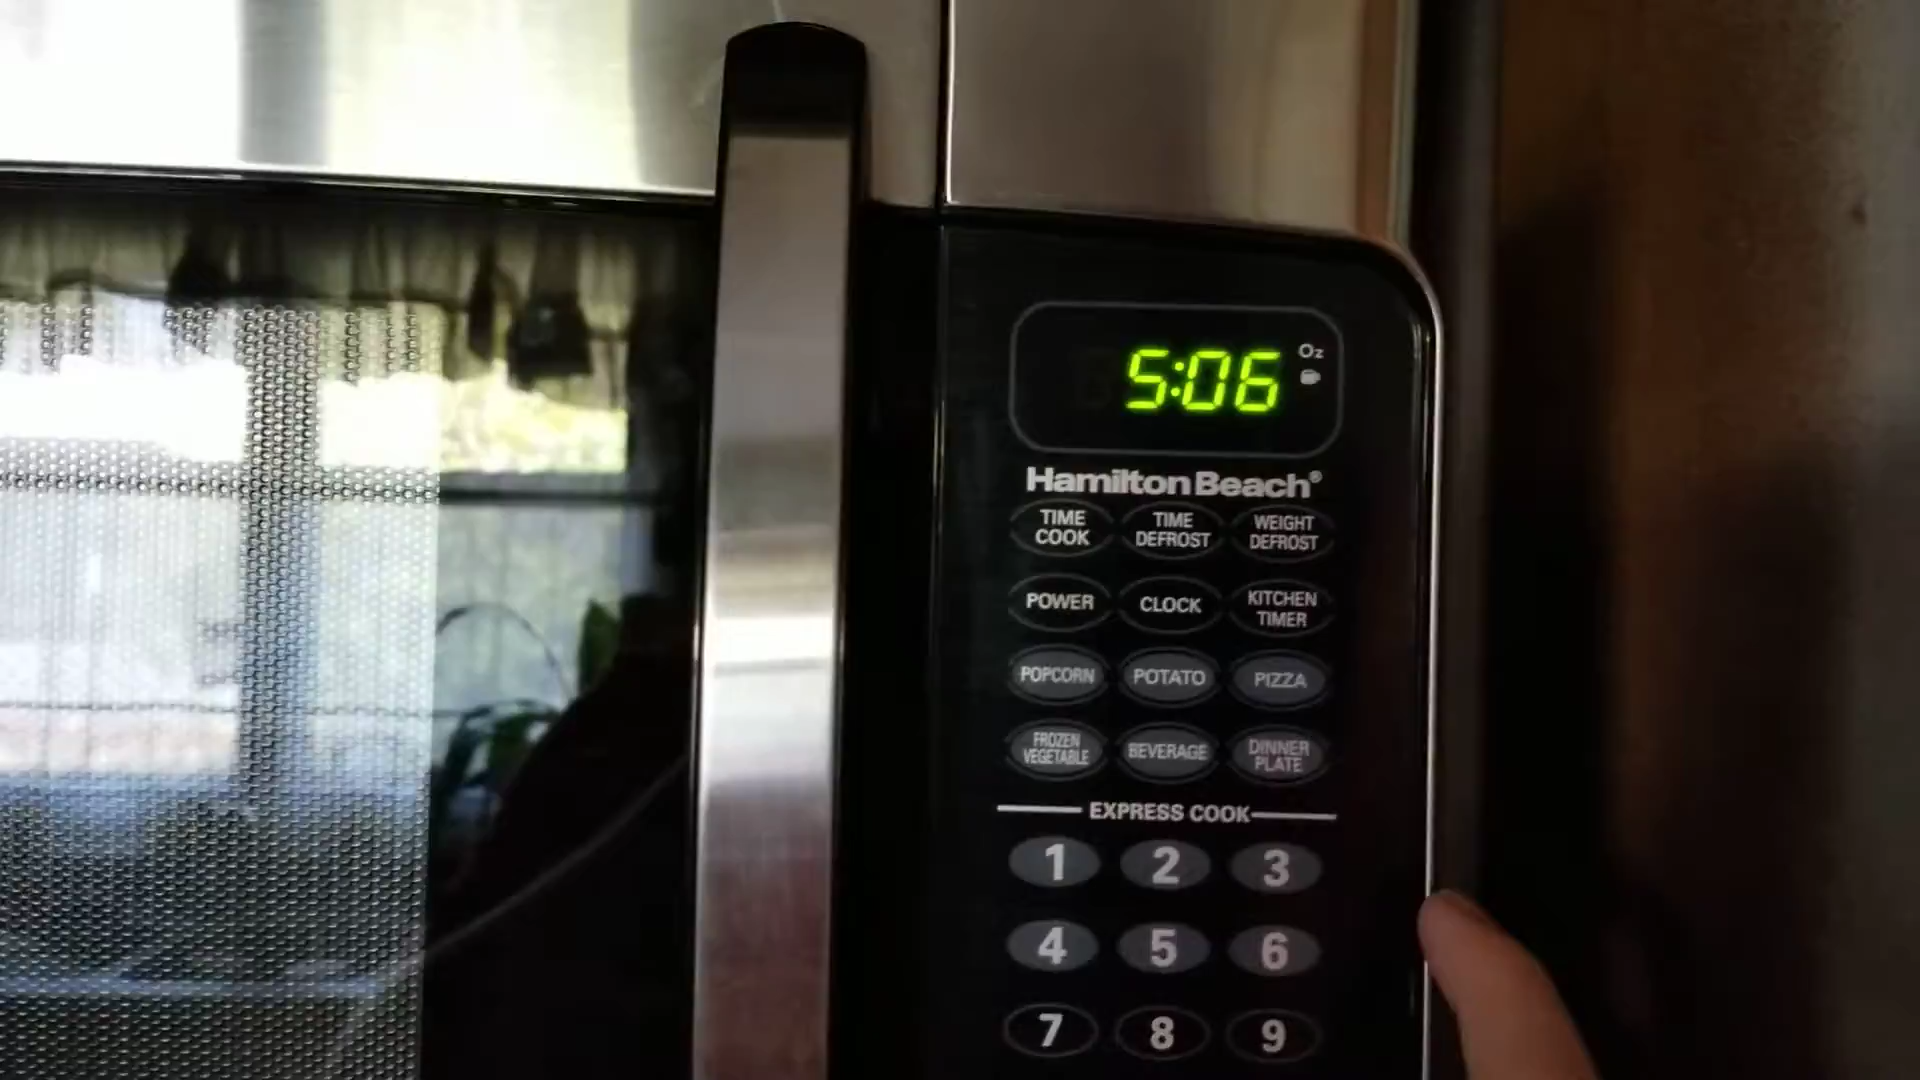 5:06 Oz
Hamilton Beach®
TIME COOK
TIME DEFROST
WEIGHT DEFROST
POWER
CLOCK
KITCHEN TIMER
POPCORN
POTATO
PIZZA
FROZEN VEGETABLE
BEVERAGE
DINNER PLATE
EXPRESS COOK
1 2 3
4 5 6
7 8 9